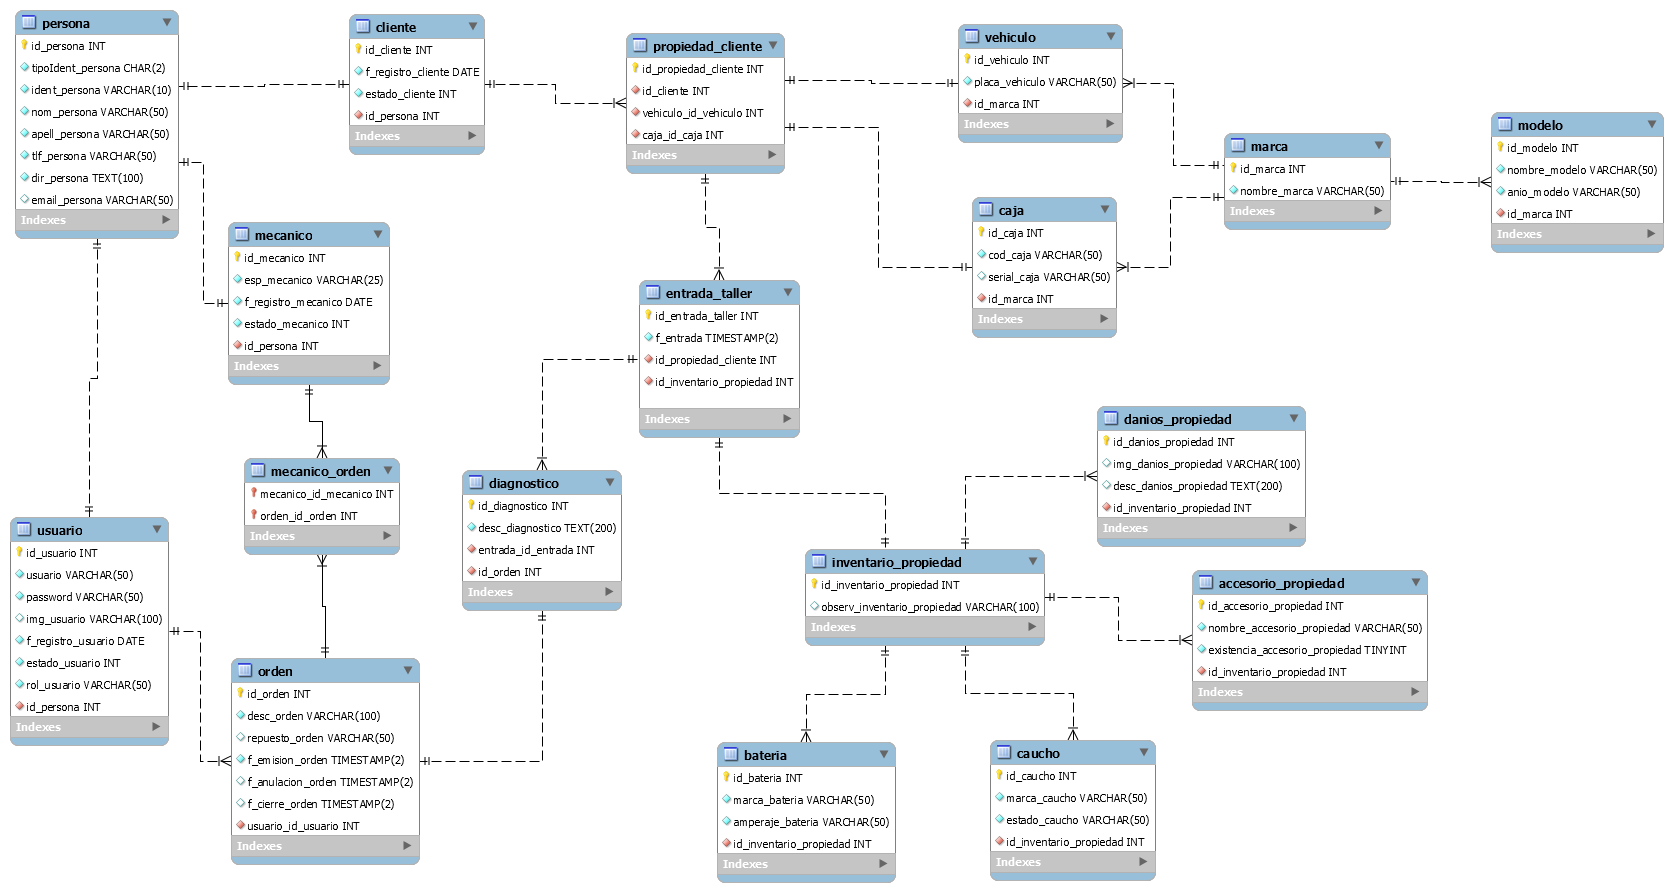 persona
id_persona INT
tipoIdent_persona CHAR(2)
ident_persona VARCHAR(10)
nom_persona VARCHAR(50)
apell_persona VARCHAR(50)
tlf_persona VARCHAR(50)
dir_persona TEXT(100)
email_persona VARCHAR(50)
Indexes
cliente
id_cliente INT
f_registro_cliente DATE
estado_cliente INT
id_persona INT
Indexes
propiedad_cliente
id_propiedad_cliente INT
id_cliente INT
vehiculo_id_vehiculo INT
caja_id_caja INT
Indexes
vehiculo
id_vehiculo INT
placa_vehiculo VARCHAR(50)
id_marca INT
Indexes
marca
id_marca INT
nombre_marca VARCHAR(50)
Indexes
modelo
id_modelo INT
nombre_modelo VARCHAR(50)
anio_modelo VARCHAR(50)
id_marca INT
Indexes
caja
id_caja INT
cod_caja VARCHAR(50)
serial_caja VARCHAR(50)
id_marca INT
Indexes
mecanico
id_mecanico INT
esp_mecanico VARCHAR(25)
f_registro_mecanico DATE
estado_mecanico INT
id_persona INT
Indexes
entrada_taller
id_entrada_taller INT
f_entrada TIMESTAMP(2)
id_propiedad_cliente INT
id_inventario_propiedad INT
Indexes
mecanico_orden
mecanico_id_mecanico INT
orden_id_orden INT
Indexes
diagnostico
id_diagnostico INT
desc_diagnostico TEXT(200)
entrada_id_entrada INT
id_orden INT
Indexes
danios_propiedad
id_danios_propiedad INT
img_danios_propiedad VARCHAR(100)
desc_danios_propiedad TEXT(200)
id_inventario_propiedad INT
Indexes
usuario
id_usuario INT
usuario VARCHAR(50)
password VARCHAR(50)
img_usuario VARCHAR(100)
f_registro_usuario DATE
estado_usuario INT
rol_usuario VARCHAR(50)
id_persona INT
Indexes
inventario_propiedad
id_inventario_propiedad INT
observ_inventario_propiedad VARCHAR(100)
Indexes
accesorio_propiedad
id_accesorio_propiedad INT
nombre_accesorio_propiedad VARCHAR(50)
existencia_accesorio_propiedad TINYINT
id_inventario_propiedad INT
Indexes
orden
id_orden INT
desc_orden VARCHAR(100)
repuesto_orden VARCHAR(50)
f_emision_orden TIMESTAMP(2)
f_anulacion_orden TIMESTAMP(2)
f_cierre_orden TIMESTAMP(2)
usuario_id_usuario INT
Indexes
bateria
id_bateria INT
marca_bateria VARCHAR(50)
amperaje_bateria VARCHAR(50)
id_inventario_propiedad INT
Indexes
caucho
id_caucho INT
marca_caucho VARCHAR(50)
estado_caucho VARCHAR(50)
id_inventario_propiedad INT
Indexes